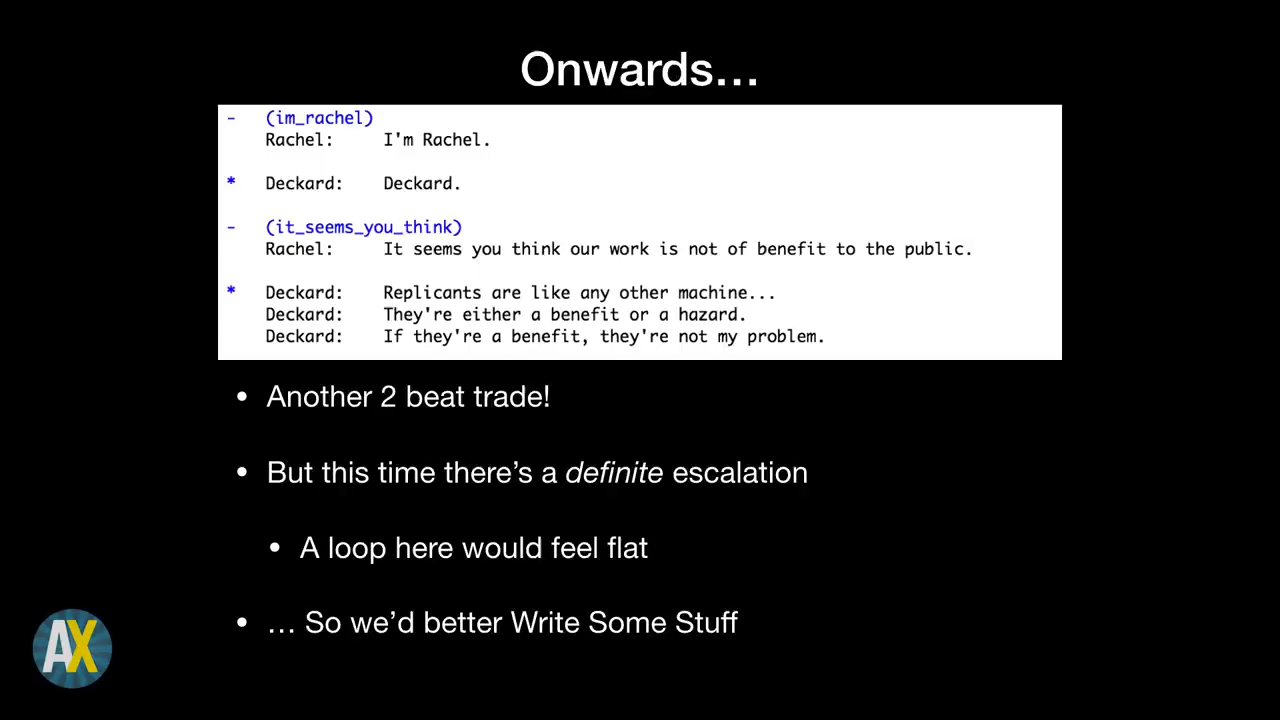 Onwards…
- (im_rachel)
Rachel: I'm Rachel.
* Deckard: Deckard.
- (it_seems_you_think)
Rachel: It seems you think our work is not of benefit to the public.
* Deckard: Replicants are like any other machine...
Deckard: They're either a benefit or a hazard.
Deckard: If they're a benefit, they're not my problem.
• Another 2 beat trade!
• But this time there’s a definite escalation
• A loop here would feel flat
• … So we’d better Write Some Stuff
AX